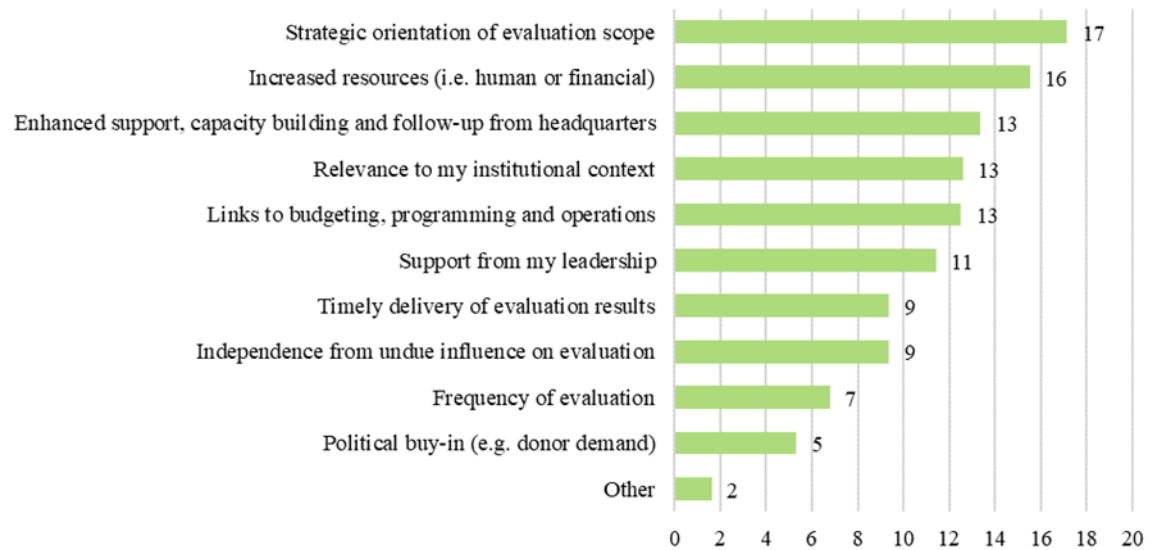 Strategic orientation of evaluation scope 17
Increased resources (i.e. human or financial) 16
Enhanced support, capacity building and follow-up from headquarters 13
Relevance to my institutional context 13
Links to budgeting, programming and operations 13
Support from my leadership 11
Timely delivery of evaluation results 9
Independence from undue influence on evaluation 9
Frequency of evaluation 7
Political buy-in (e.g. donor demand) 5
Other 2
0 2 4 6 8 10 12 14 16 18 20